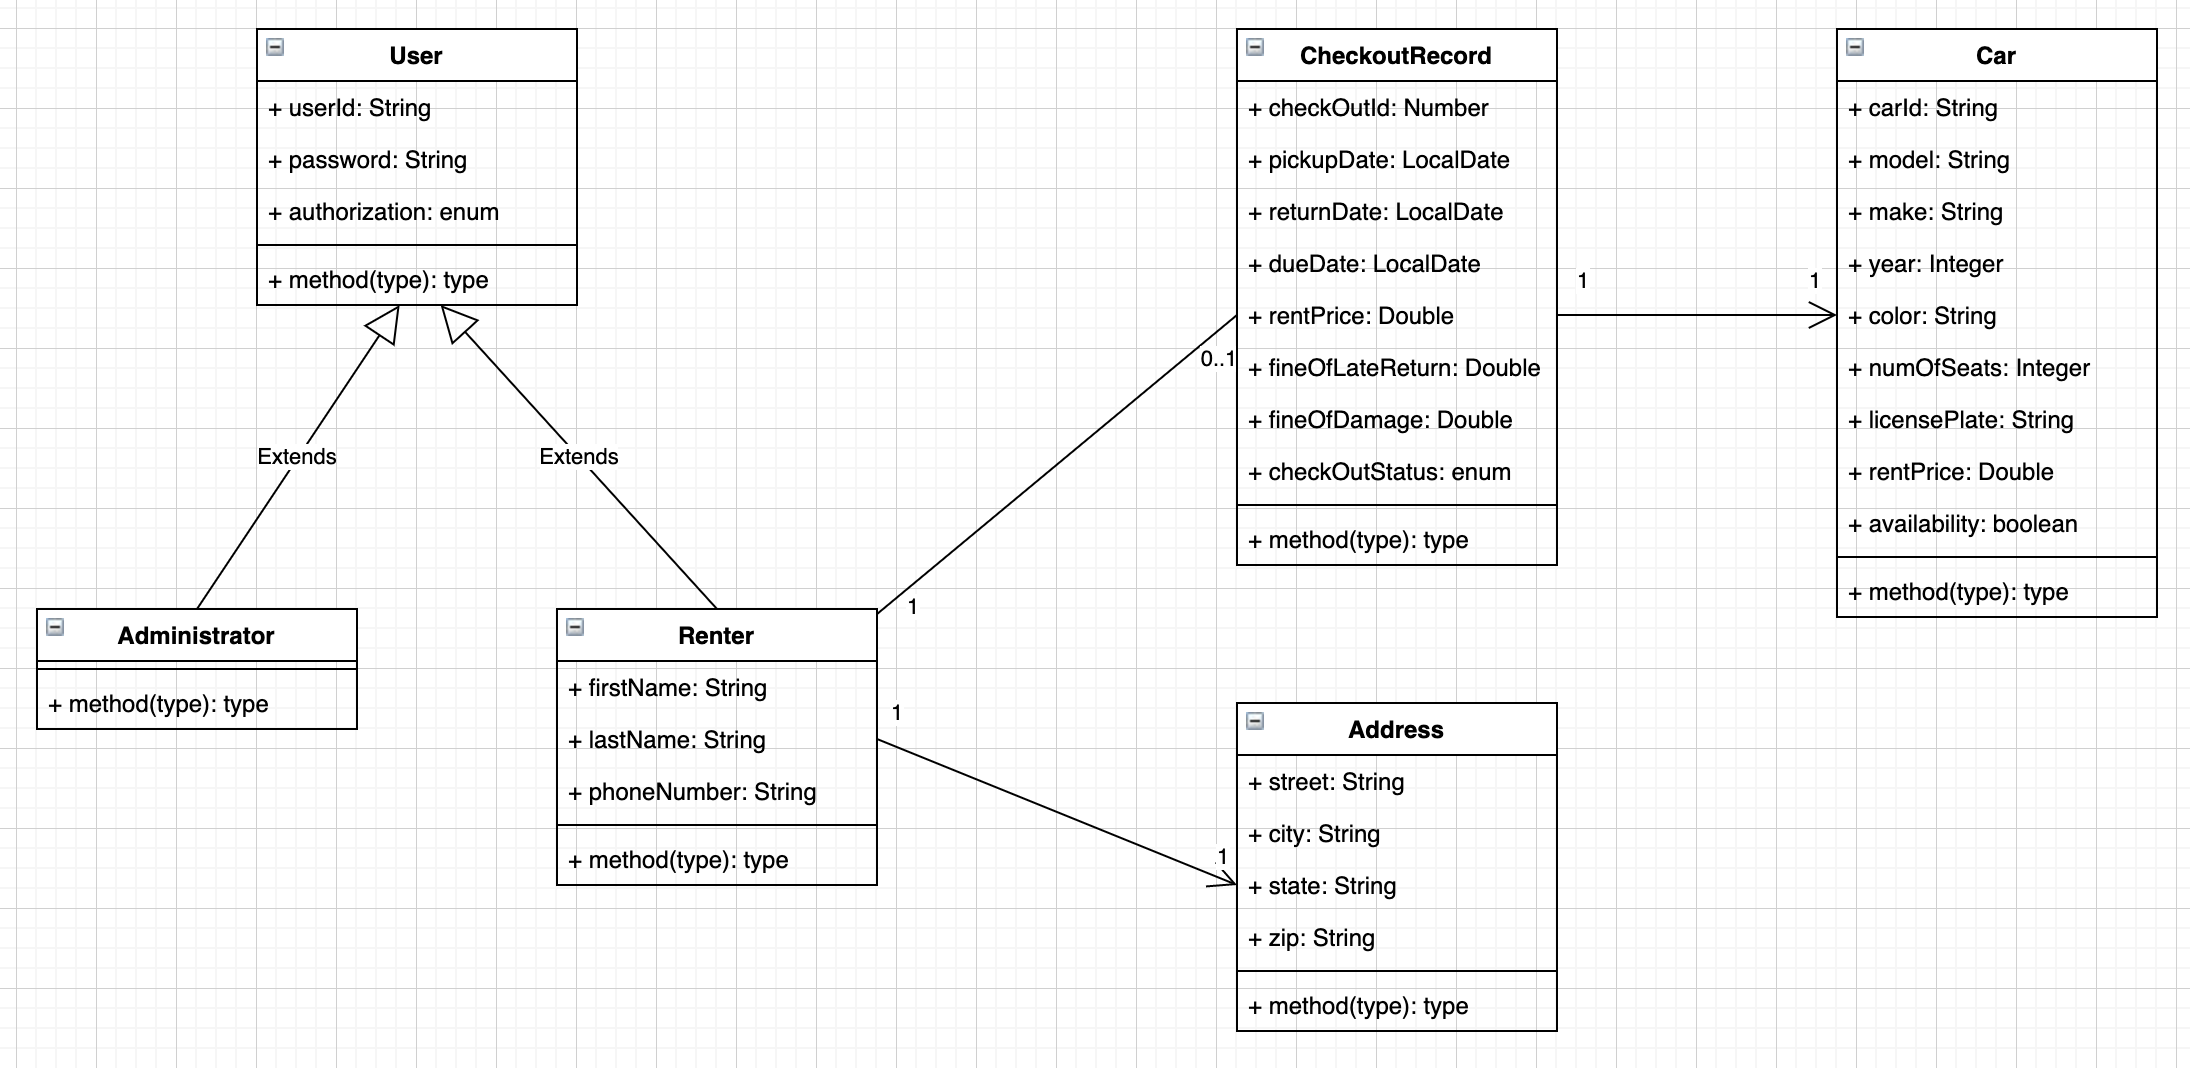 User
+ userId: String
+ password: String
+ authorization: enum
+ method(type): type
Extends
Extends
Administrator
+ method(type): type
Renter
+ firstName: String
+ lastName: String
+ phoneNumber: String
+ method(type): type
1
0..1
1
1
CheckoutRecord
+ checkOutId: Number
+ pickupDate: LocalDate
+ returnDate: LocalDate
+ dueDate: LocalDate
+ rentPrice: Double
+ fineOfLateReturn: Double
+ fineOfDamage: Double
+ checkOutStatus: enum
+ method(type): type
1
1
Car
+ carId: String
+ model: String
+ make: String
+ year: Integer
+ color: String
+ numOfSeats: Integer
+ licensePlate: String
+ rentPrice: Double
+ availability: boolean
+ method(type): type
Address
+ street: String
+ city: String
+ state: String
+ zip: String
+ method(type): type